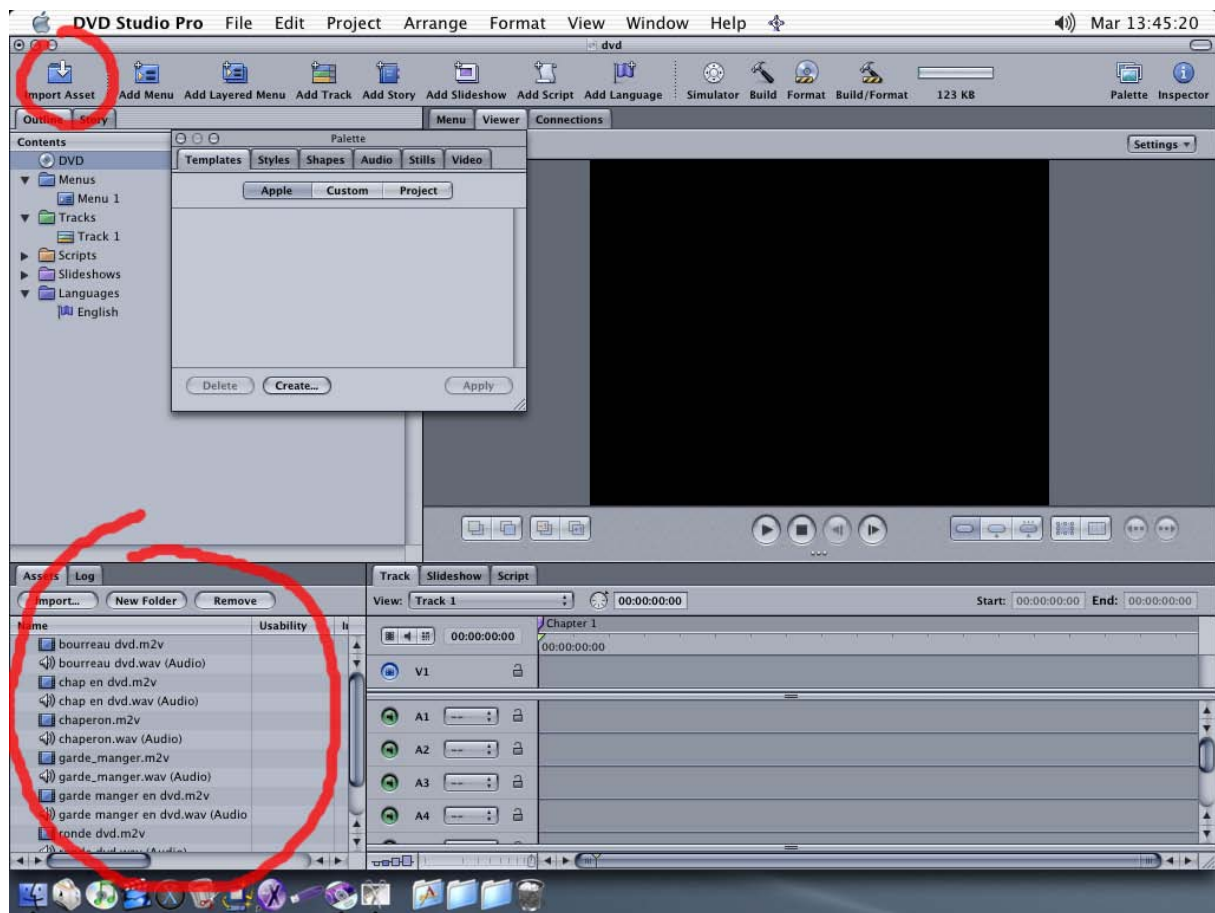 DVD Studio Pro File Edit Project Arrange Format View Window Help Mar 13:45:20
dvd
Import Asset Add Menu Add Layered Menu Add Track Add Story Add Slideshow Add Script Add Language Simulator Build Format Build/Format 123 KB Palette Inspector
Outline Story Menu Viewer Connections
Contents Palette Settings
DVD Templates Styles Shapes Audio Stills Video
Menus Apple Custom Project
Menu 1
Tracks
Track 1
Scripts
Slideshows
Languages
English
Delete Create... Apply
Assets Log Track Slideshow Script
Import... New Folder Remove View: Track 1 00:00:00:00 Start: 00:00:00:00 End: 00:00:00:00
Name Usability 00:00:00:00 Chapter 1
00:00:00:00
bourreau dvd.m2v
bourreau dvd.wav (Audio) V1
chap en dvd.m2v
chap en dvd.wav (Audio)
chaperon.m2v A1 --
chaperon.wav (Audio)
garde_manger.m2v A2 --
garde_manger.wav (Audio) A3 --
garde manger en dvd.m2v
garde manger en dvd.wav (Audio A4 --
ronde dvd.m2v
ronde dvd.wav (Audio)